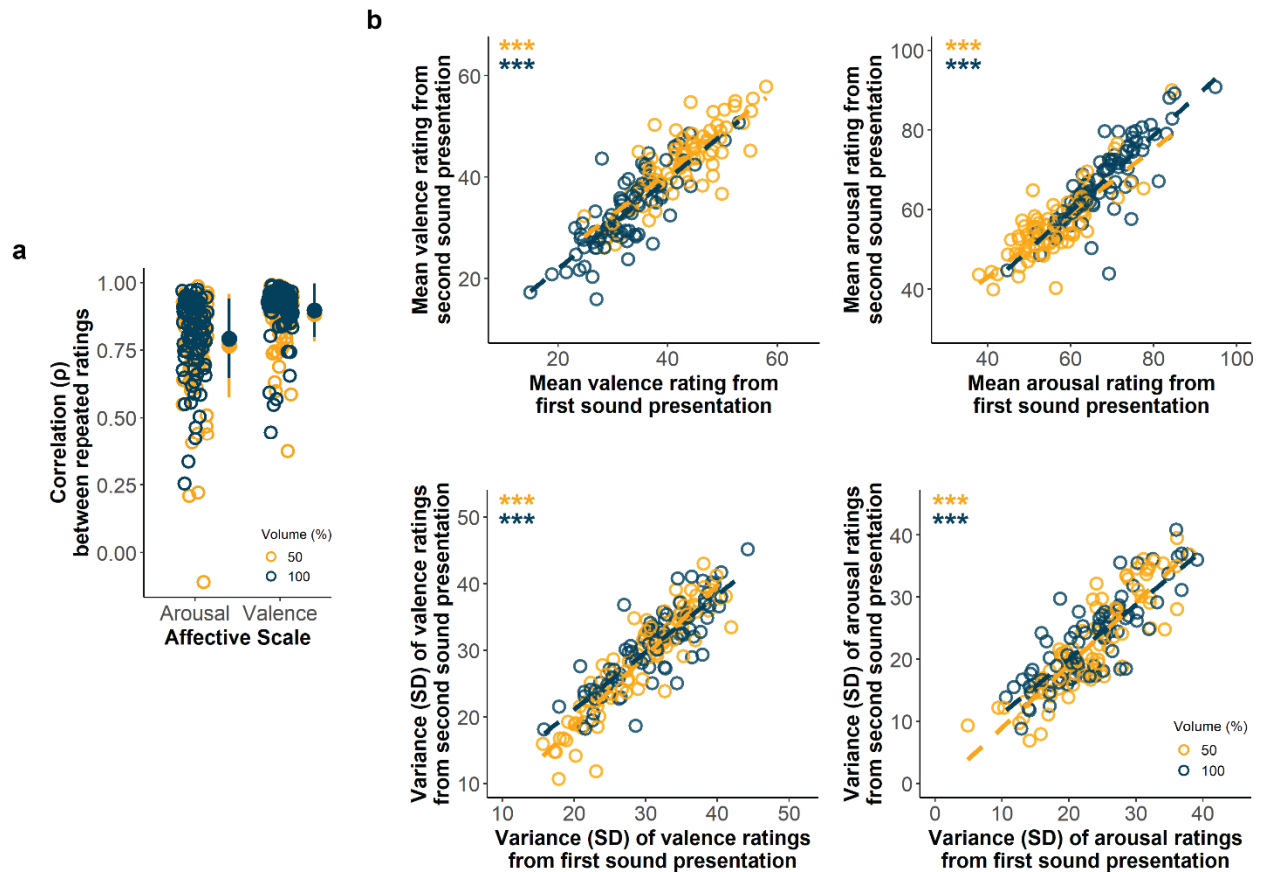 a
1.00
0.75
0.50
0.25
0.00
Correlation (ρ)
between repeated ratings
Volume (%)
50
100
Arousal Valence
Affective Scale
b
***
***
60
40
20
Mean valence rating from
second sound presentation
20 40 60
Mean valence rating from
first sound presentation
***
***
100
80
60
40
Mean arousal rating from
second sound presentation
40 60 80 100
Mean arousal rating from
first sound presentation
***
***
50
40
30
20
10
Variance (SD) of valence ratings
from second sound presentation
10 20 30 40 50
Variance (SD) of valence ratings
from first sound presentation
***
***
40
30
20
10
0
Variance (SD) of arousal ratings
from second sound presentation
Volume (%)
50
100
0 10 20 30 40
Variance (SD) of arousal ratings
from first sound presentation